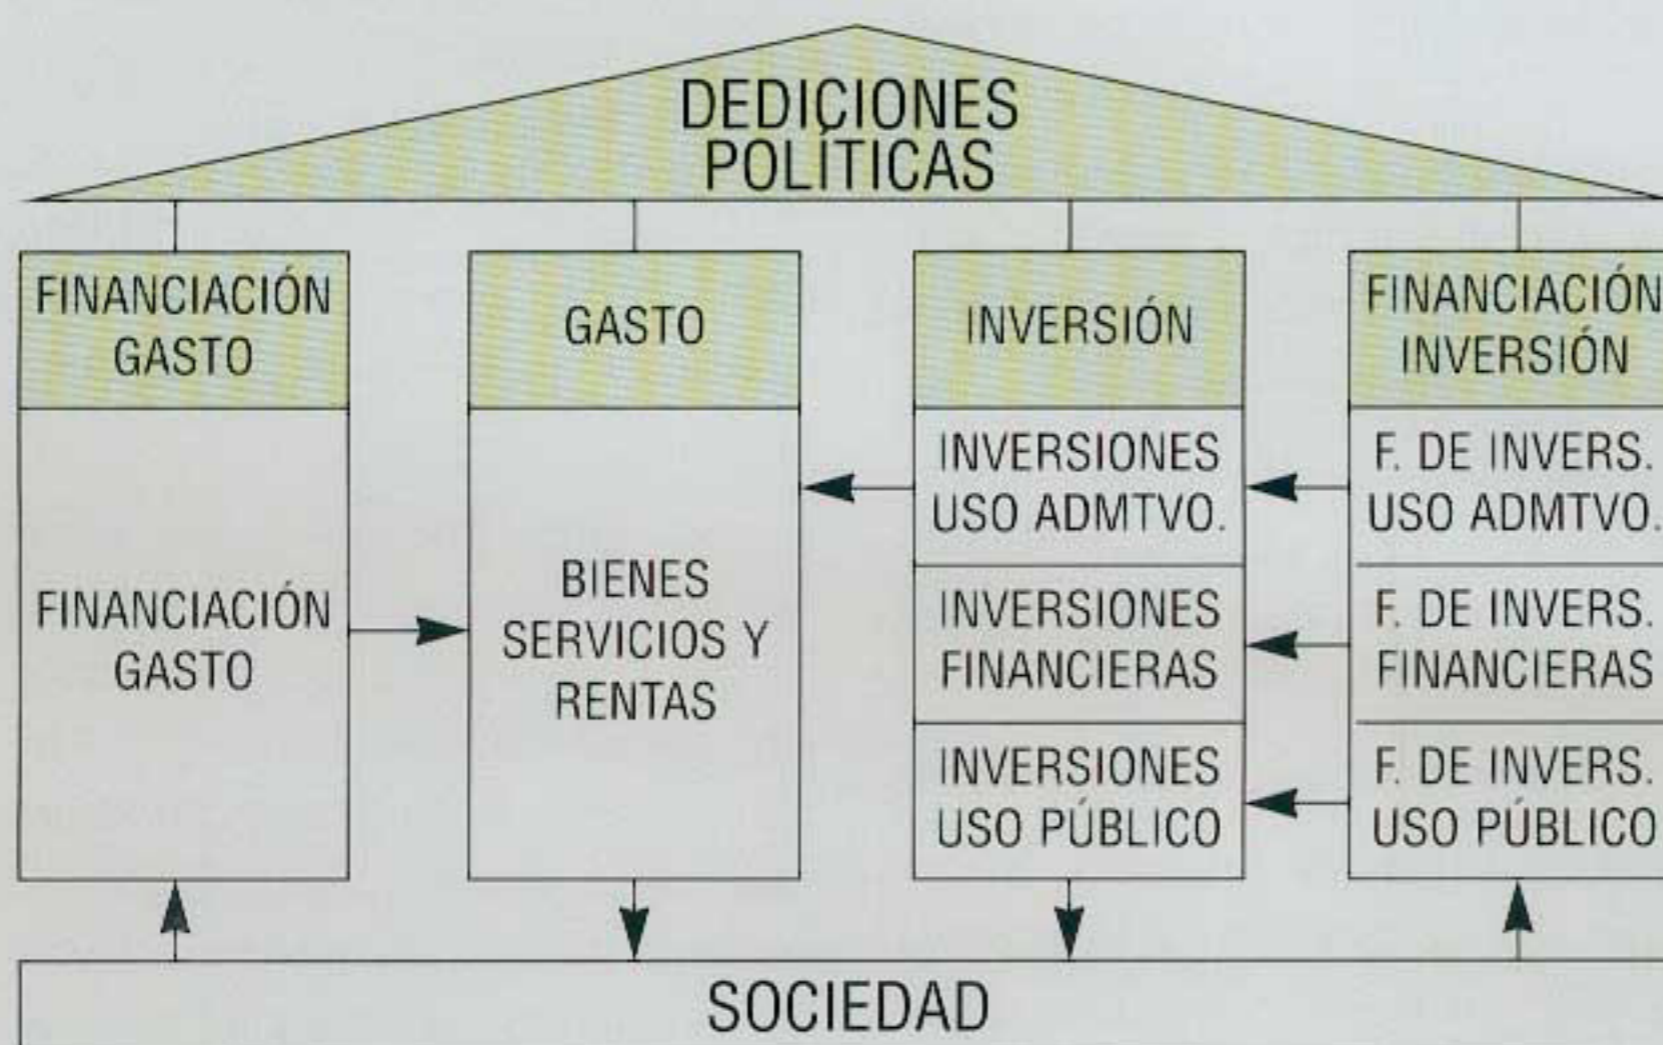 DEDICIONES
POLÍTICAS
FINANCIACIÓN
GASTO
FINANCIACIÓN
GASTO
GASTO
BIENES
SERVICIOS Y
RENTAS
INVERSIÓN
INVERSIONES
USO ADMTVO.
INVERSIONES
FINANCIERAS
INVERSIONES
USO PÚBLICO
FINANCIACIÓN
INVERSIÓN
F. DE INVERS.
USO ADMTVO.
F. DE INVERS.
FINANCIERAS
F. DE INVERS.
USO PÚBLICO
SOCIEDAD